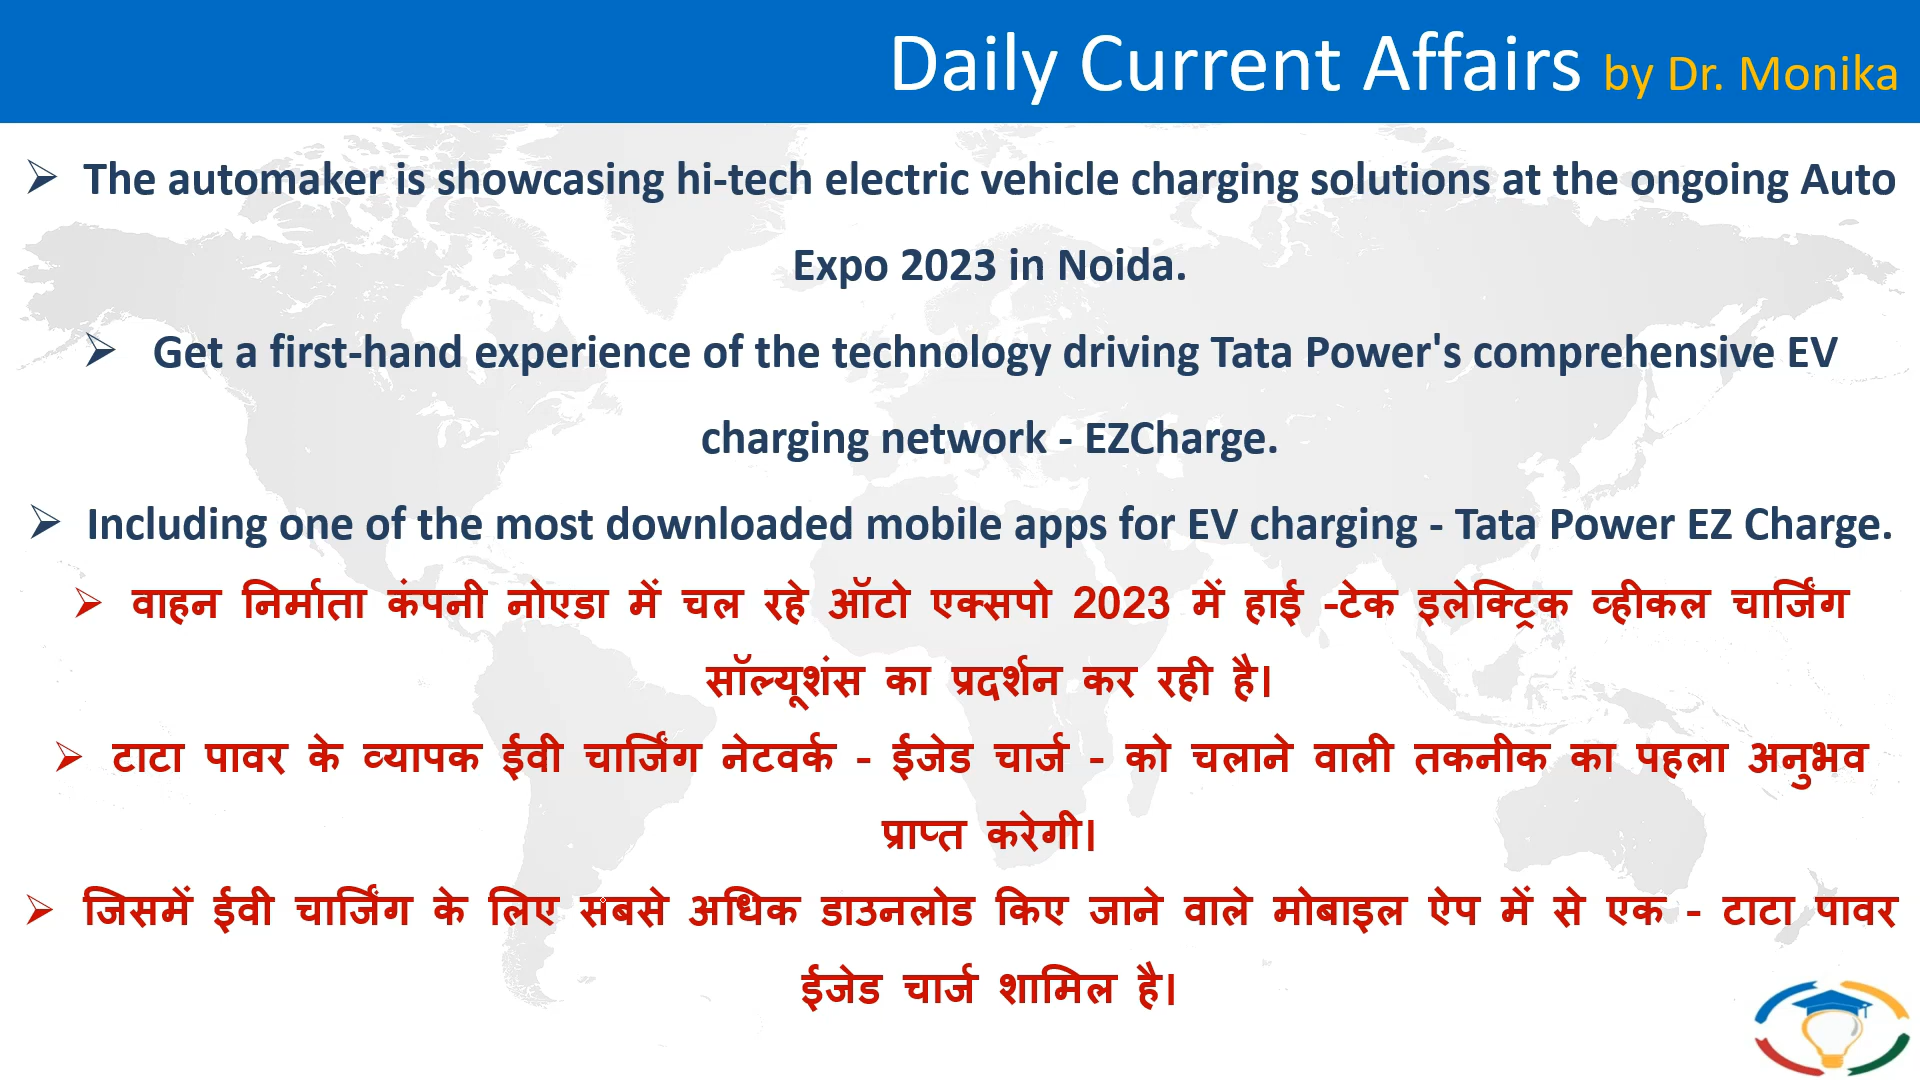 Daily Current Affairs by Dr. Monika
➢ The automaker is showcasing hi-tech electric vehicle charging solutions at the ongoing Auto
Expo 2023 in Noida.
➢ Get a first-hand experience of the technology driving Tata Power's comprehensive EV
charging network - EZCharge.
➢ Including one of the most downloaded mobile apps for EV charging - Tata Power EZ Charge.
➢ वाहन निर्माता कंपनी नोएडा में चल रहे ऑटो एक्सपो 2023 में हाई -टेक इलेक्ट्रिक व्हीकल चार्जिंग
सॉल्यूशंस का प्रदर्शन कर रही है।
➢ टाटा पावर के व्यापक ईवी चार्जिंग नेटवर्क - ईजेड चार्ज - को चलाने वाली तकनीक का पहला अनुभव
प्राप्त करेगी।
➢ जिसमें ईवी चार्जिंग के लिए सबसे अधिक डाउनलोड किए जाने वाले मोबाइल ऐप में से एक - टाटा पावर
ईजेड चार्ज शामिल है।